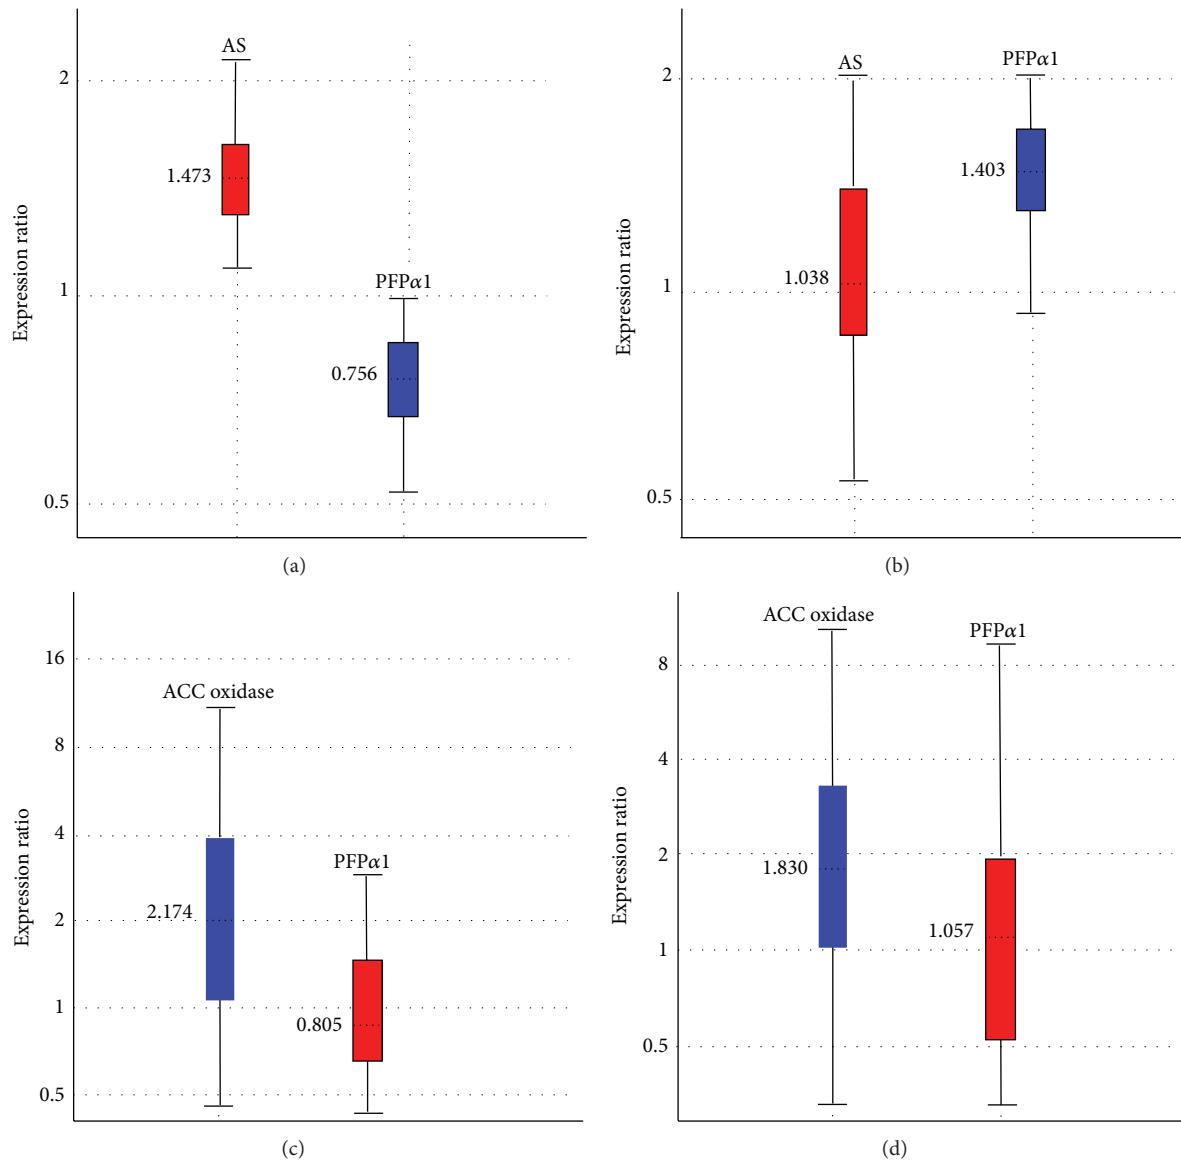 AS
2
1.473
PFPα1
1
0.756
0.5
Expression ratio
(a)
PFPα1
AS
2
1.403
1.038
1
0.5
Expression ratio
(b)
16
ACC oxidase
8
4
PFPα1
2.174
2
1
0.805
0.5
Expression ratio
(c)
ACC oxidase
PFPα1
8
4
2
1.830
1.057
1
0.5
Expression ratio
(d)